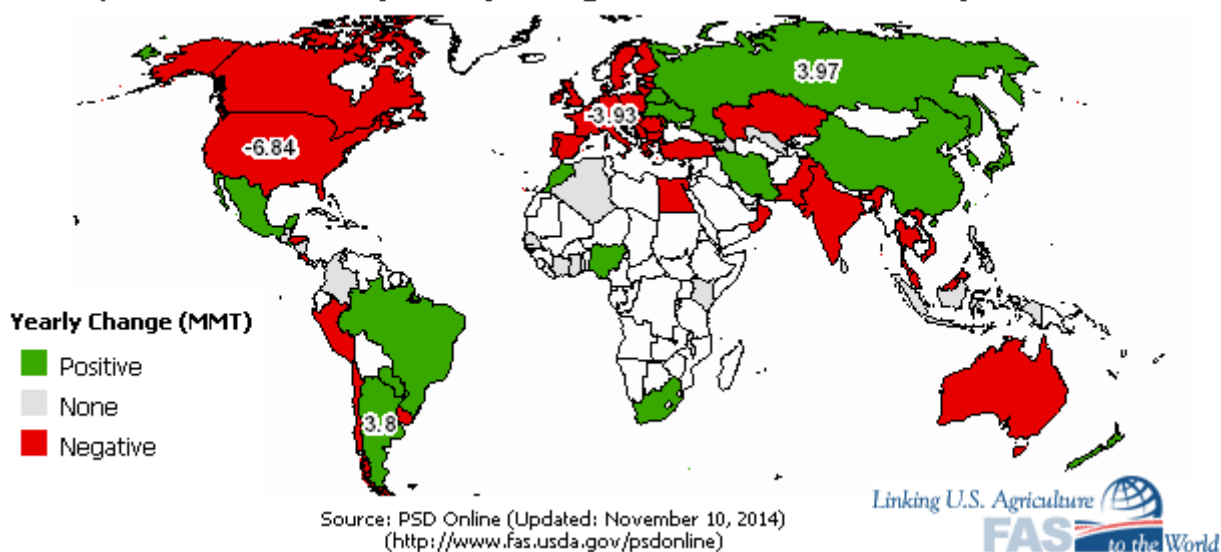 3.97
-3.93
-6.84
3.8
Yearly Change (MMT)
Positive
None
Negative
Source: PSD Online (Updated: November 10, 2014)
(http://www.fas.usda.gov/psdonline)
Linking U.S. Agriculture
FAS to the World